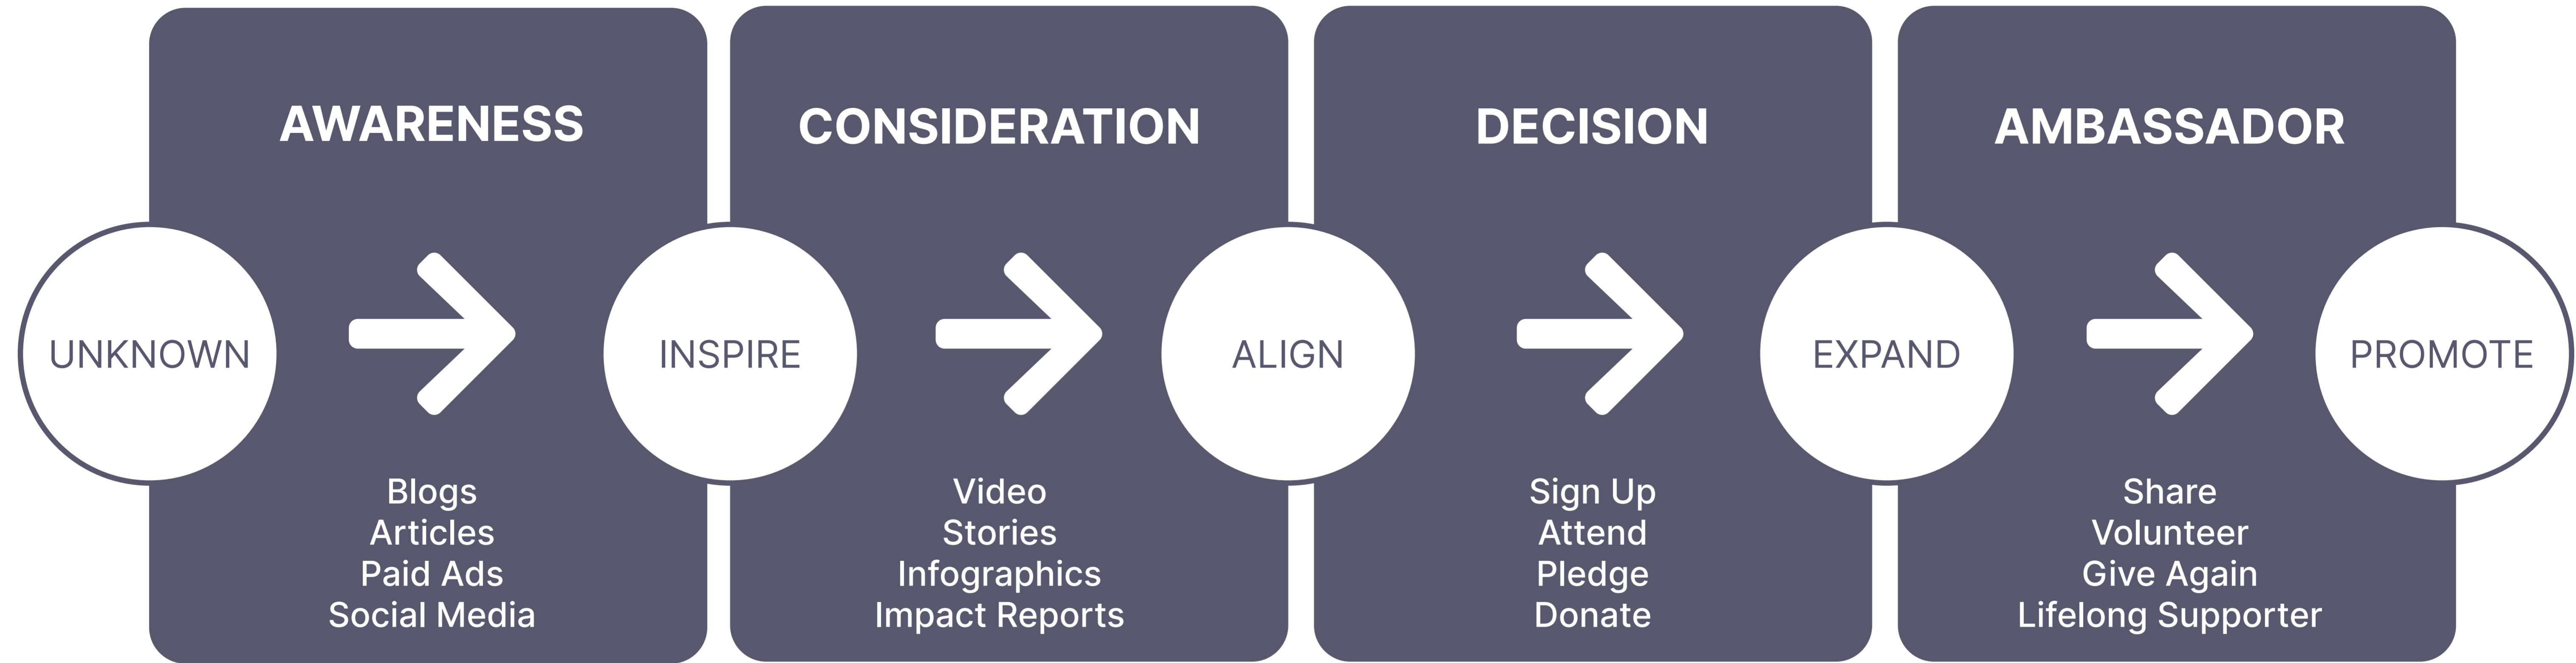 AWARENESS
CONSIDERATION
DECISION
AMBASSADOR
UNKNOWN
INSPIRE
ALIGN
EXPAND
PROMOTE
Blogs
Articles
Paid Ads
Social Media
Video
Stories
Infographics
Impact Reports
Sign Up
Attend
Pledge
Donate
Share
Volunteer
Give Again
Lifelong Supporter